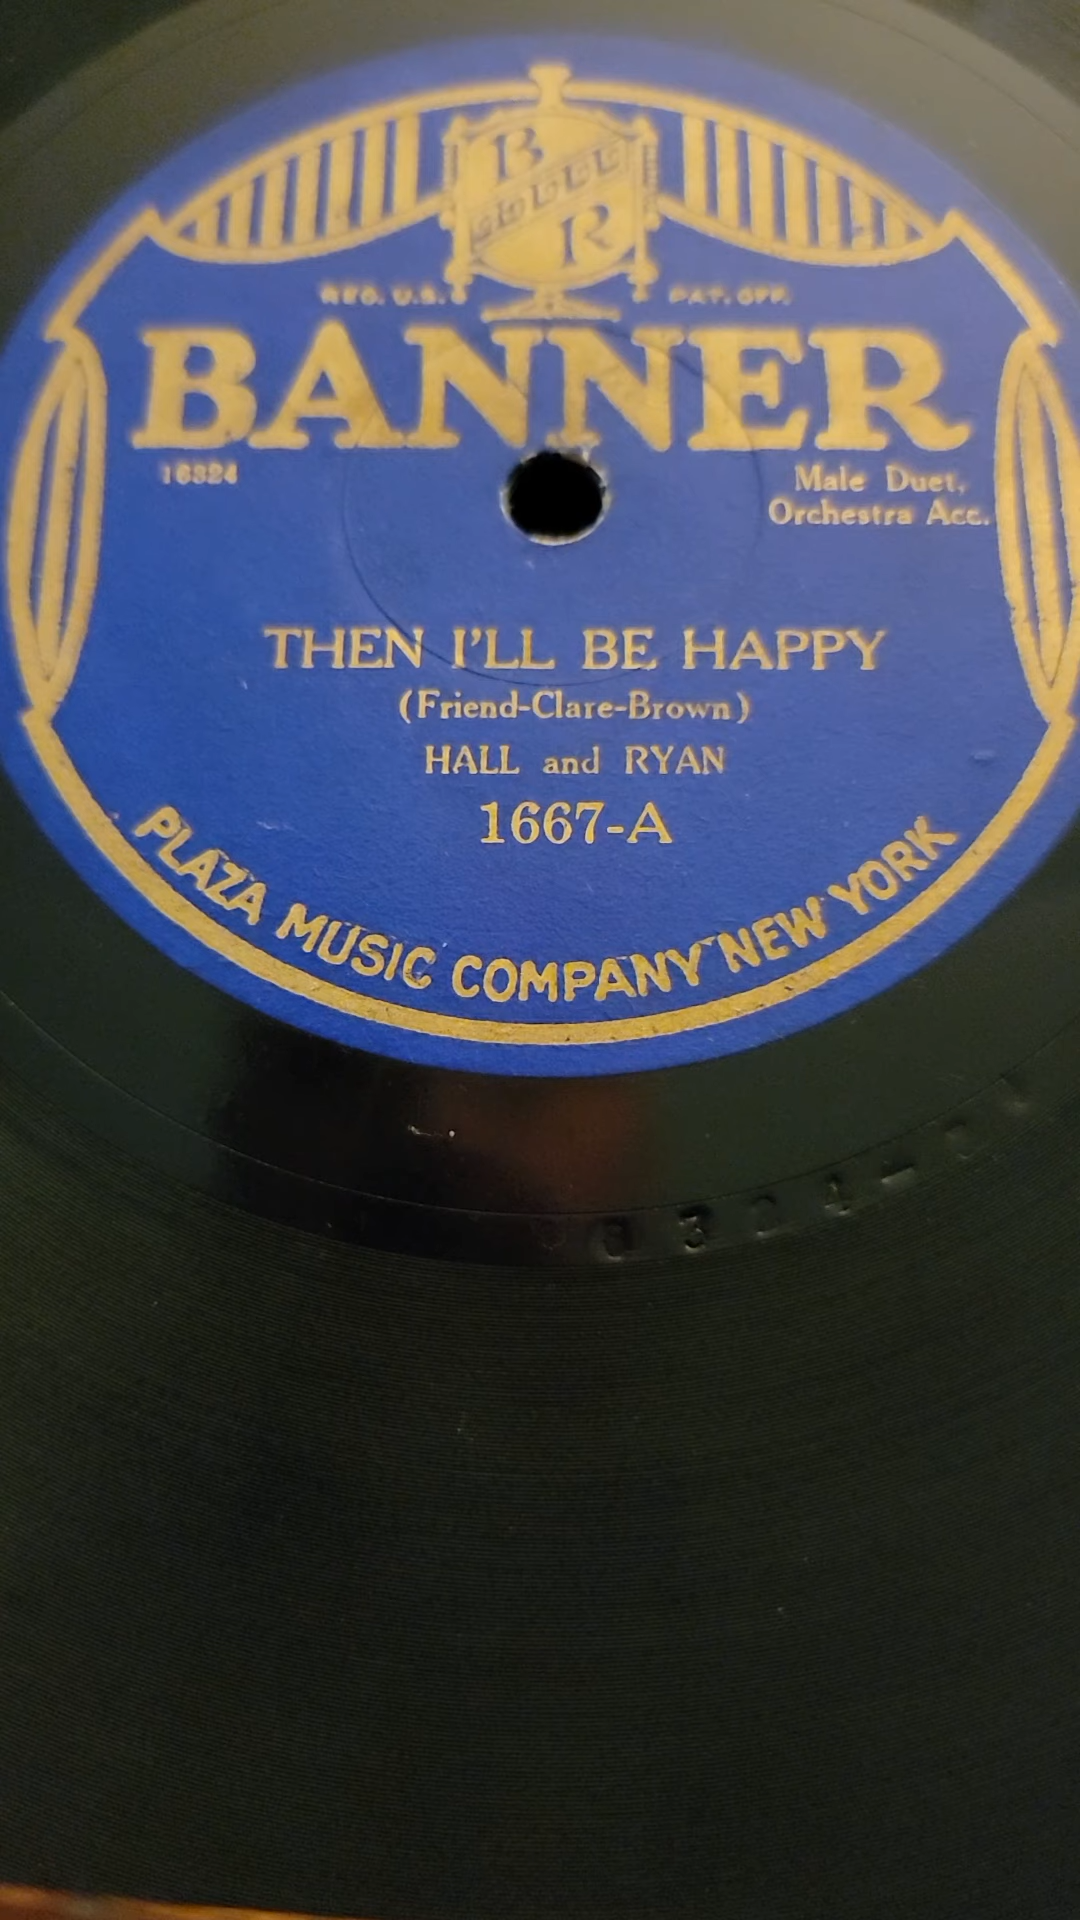 B
R
REG. U.S. PAT. OFF.
BANNER
16324
Male Duet,
Orchestra Acc.
THEN I'LL BE HAPPY
(Friend-Clare-Brown)
HALL and RYAN
1667-A
PLAZA MUSIC COMPANY NEW YORK